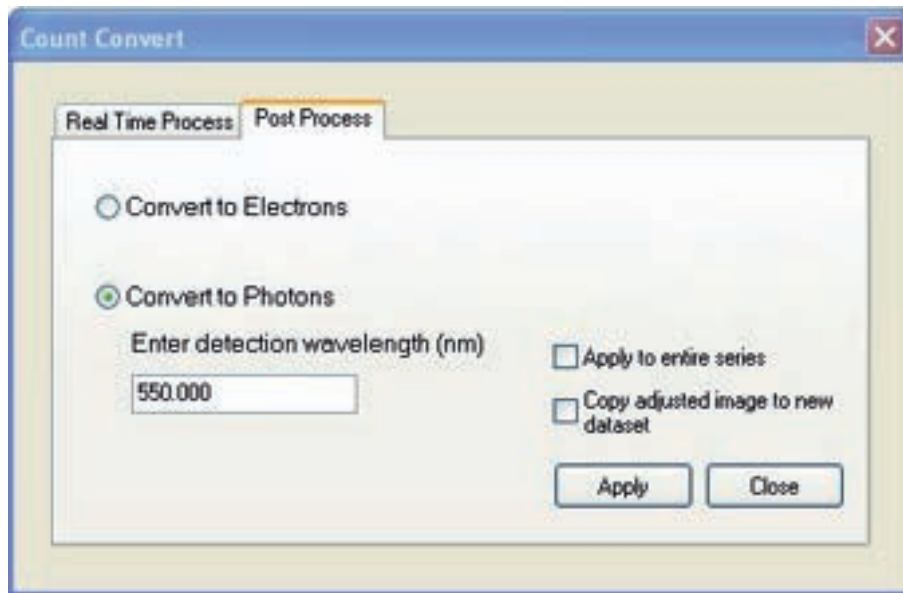 Count Convert
Real Time Process
Post Process
Convert to Electrons
Convert to Photons
Enter detection wavelength (nm)
550.000
Apply to entire series
Copy adjusted image to new
dataset
Apply
Close